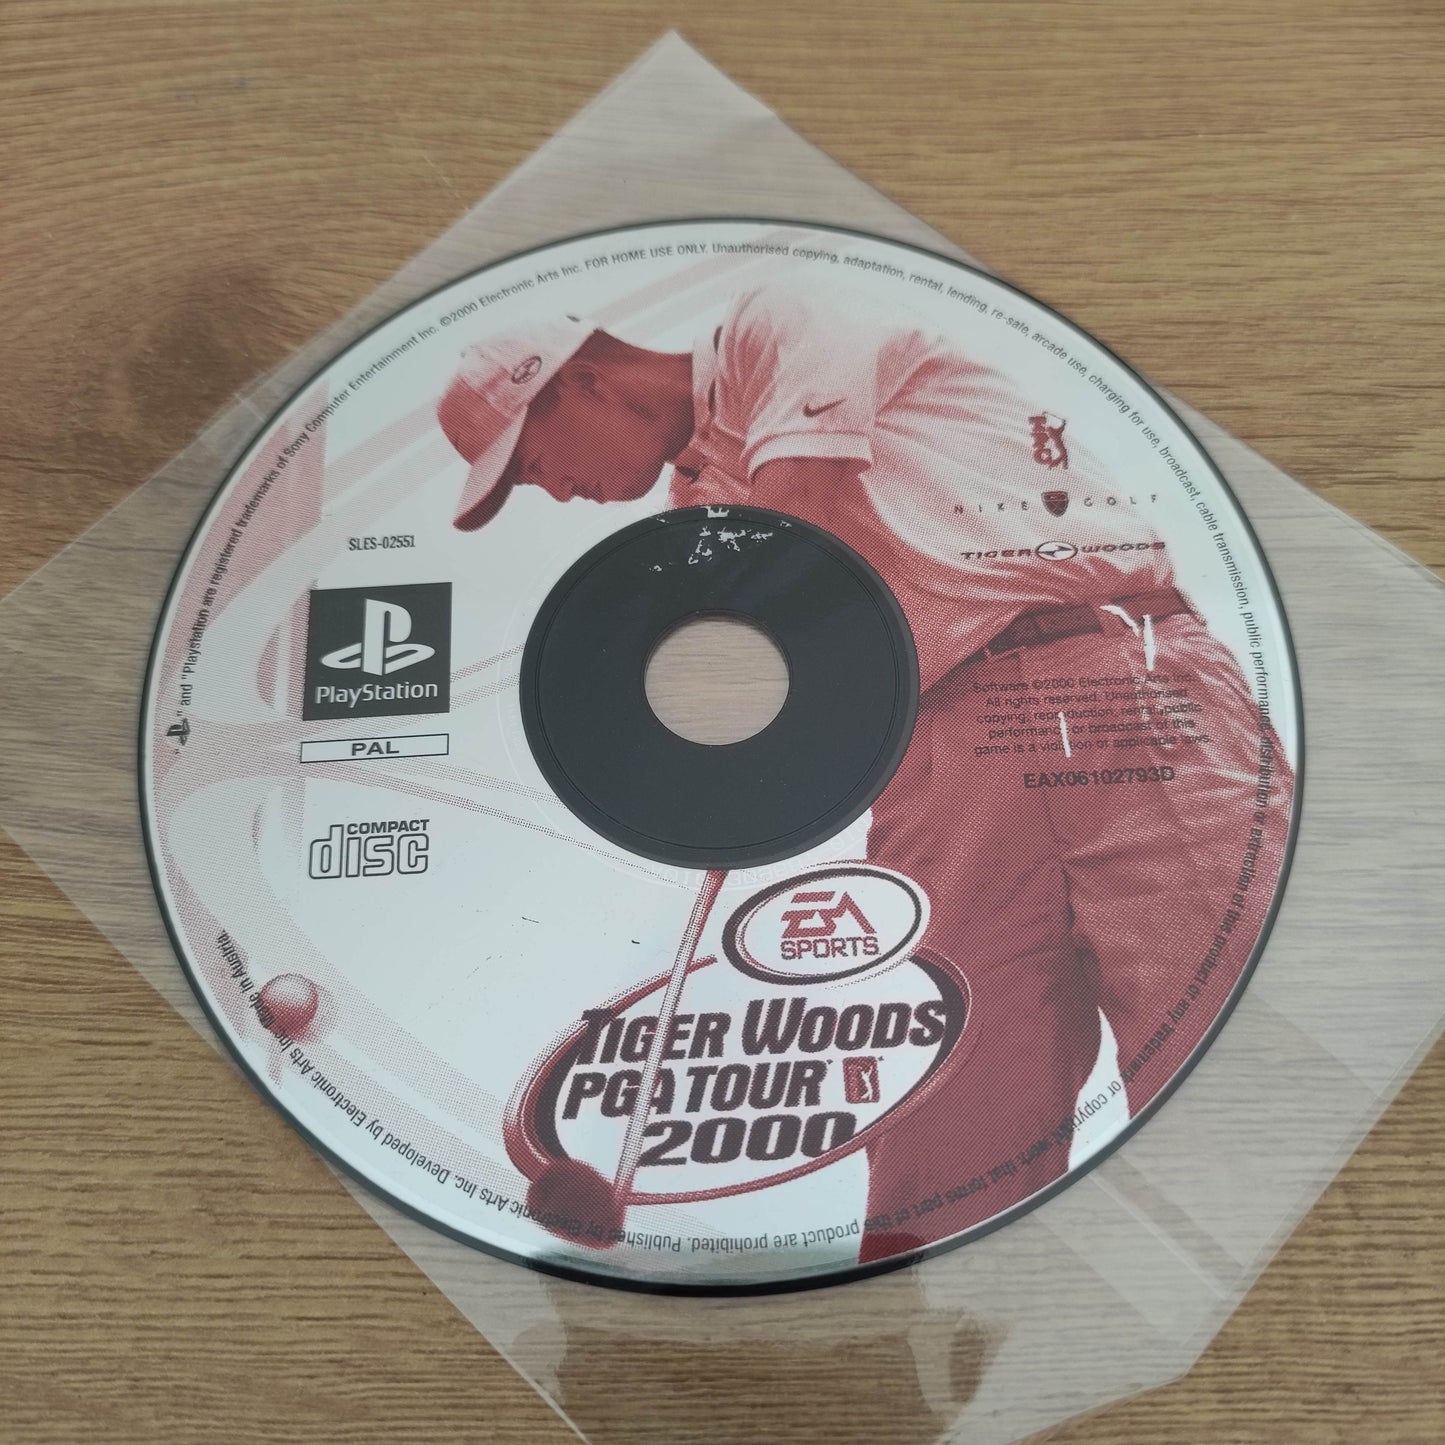 "PS" and "PlayStation are registered trademarks of Sony Computer Entertainment Inc. ©2000 Electronic Arts Inc. FOR HOME USE ONLY. Unauthorised copying, adaptation, rental, lending, re-sale, arcade use, charging for use, broadcast, cable transmission, public performance, distribution or extraction of this product or any trademark or copyright work that forms part of this product are prohibited. Published by Electronic Arts Inc. Developed by Electronic Arts Inc. Made in Austria.
SLES-02551
PlayStation
PAL
COMPACT
disc
TPC
NIKE GOLF
TIGER WOODS
Software ©2000 Electronic Arts Inc.
All rights reserved. Unauthorised
copying, reproduction, rental, public
performance or broadcast of this
game is a violation of applicable laws.
EAX06102793D
EA
SPORTS
TIGER WOODS
PGA TOUR
2000